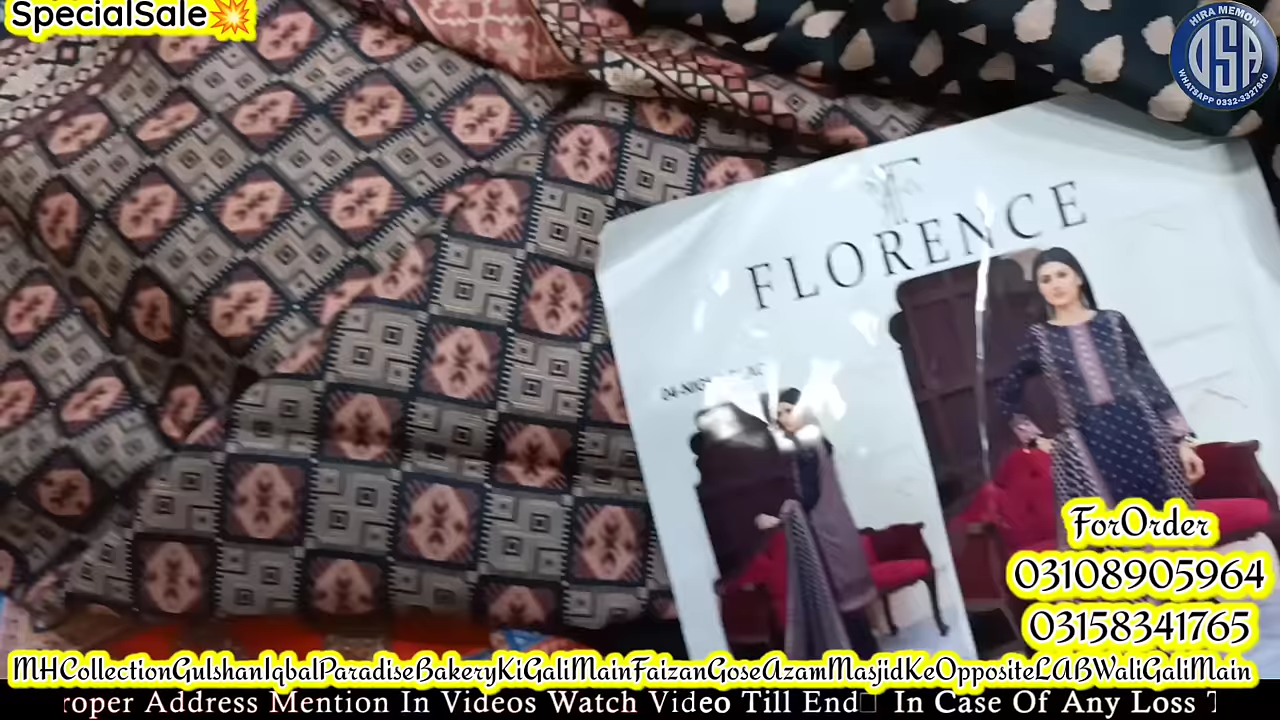 SpecialSale💥
HIRA MEMON
DSA
WHATSAPP 0332-3327840
FLORENCE
ForOrder
03108905964
03158341765
MHCollectionGulshanIqbalParadiseBakeryKiGaliMainFaizanGoseAzamMasjidKeOppositeLABWaliGaliMain
roper Address Mention In Videos Watch Video Till End In Case Of Any Loss